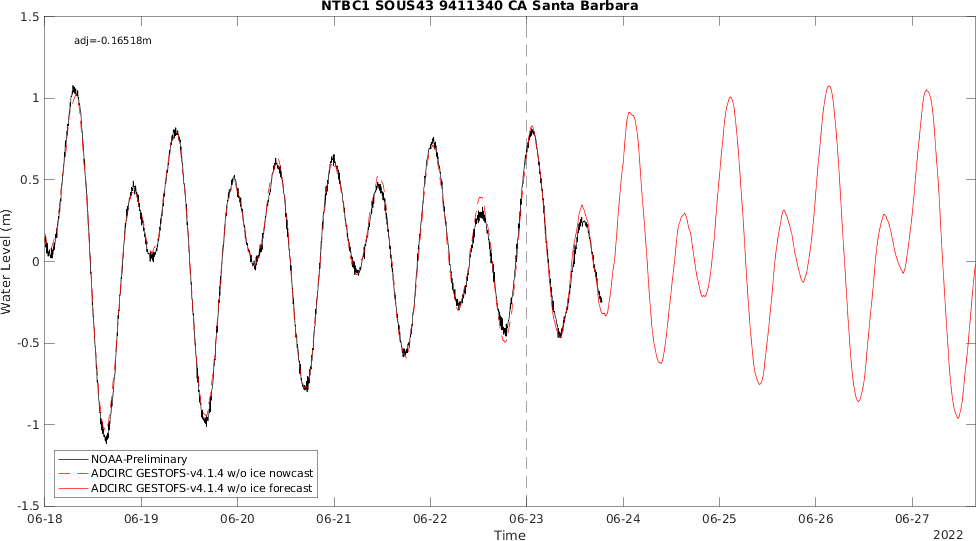 NTBC1 SOUS43 9411340 CA Santa Barbara
adj=-0.16518m
1.5
1
0.5
0
-0.5
-1
-1.5
Water Level (m)
NOAA-Preliminary
ADCIRC GESTOFS-v4.1.4 w/o ice nowcast
ADCIRC GESTOFS-v4.1.4 w/o ice forecast
06-18 06-19 06-20 06-21 06-22 06-23 06-24 06-25 06-26 06-27
Time
2022